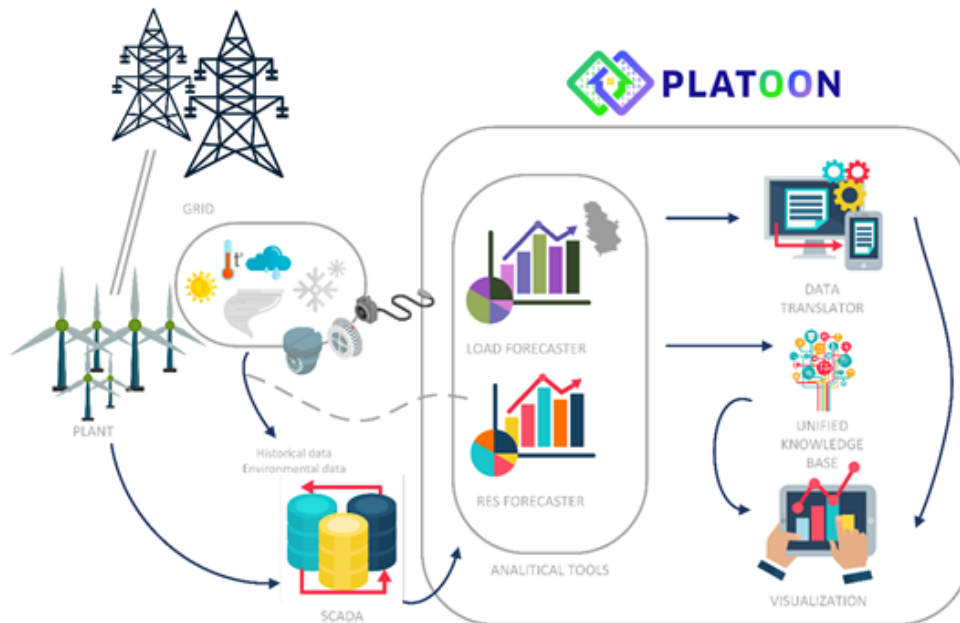 PLATOON
GRID
t°
LOAD FORECASTER
DATA
TRANSLATOR
PLANT
Historical data
Environmental data
UNIFIED
KNOWLEDGE
BASE
RES FORECASTER
ANALITICAL TOOLS
SCADA
VISUALIZATION